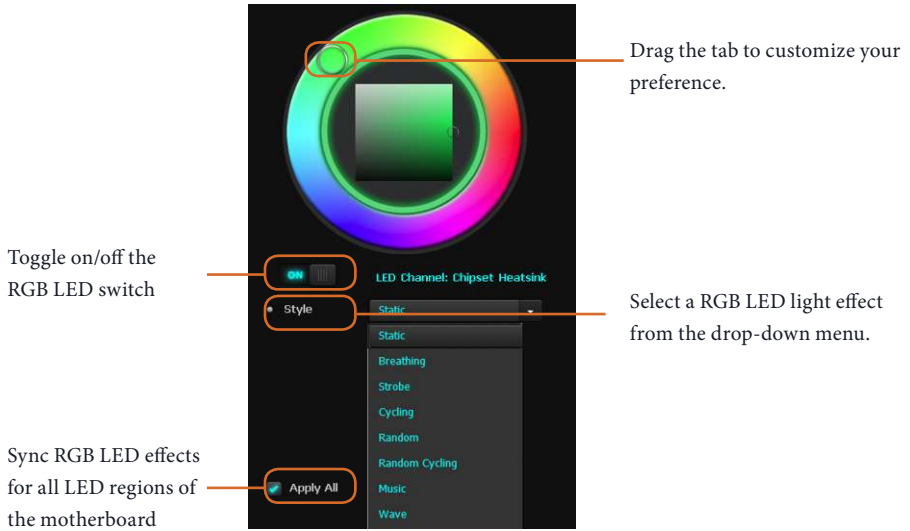 Drag the tab to customize your
preference.
Toggle on/off the
RGB LED switch
ON
LED Channel: Chipset Heatsink
Style
Static
Select a RGB LED light effect
from the drop-down menu.
Static
Breathing
Strobe
Cycling
Random
Random Cycling
Sync RGB LED effects
for all LED regions of
the motherboard
Apply All
Music
Wave